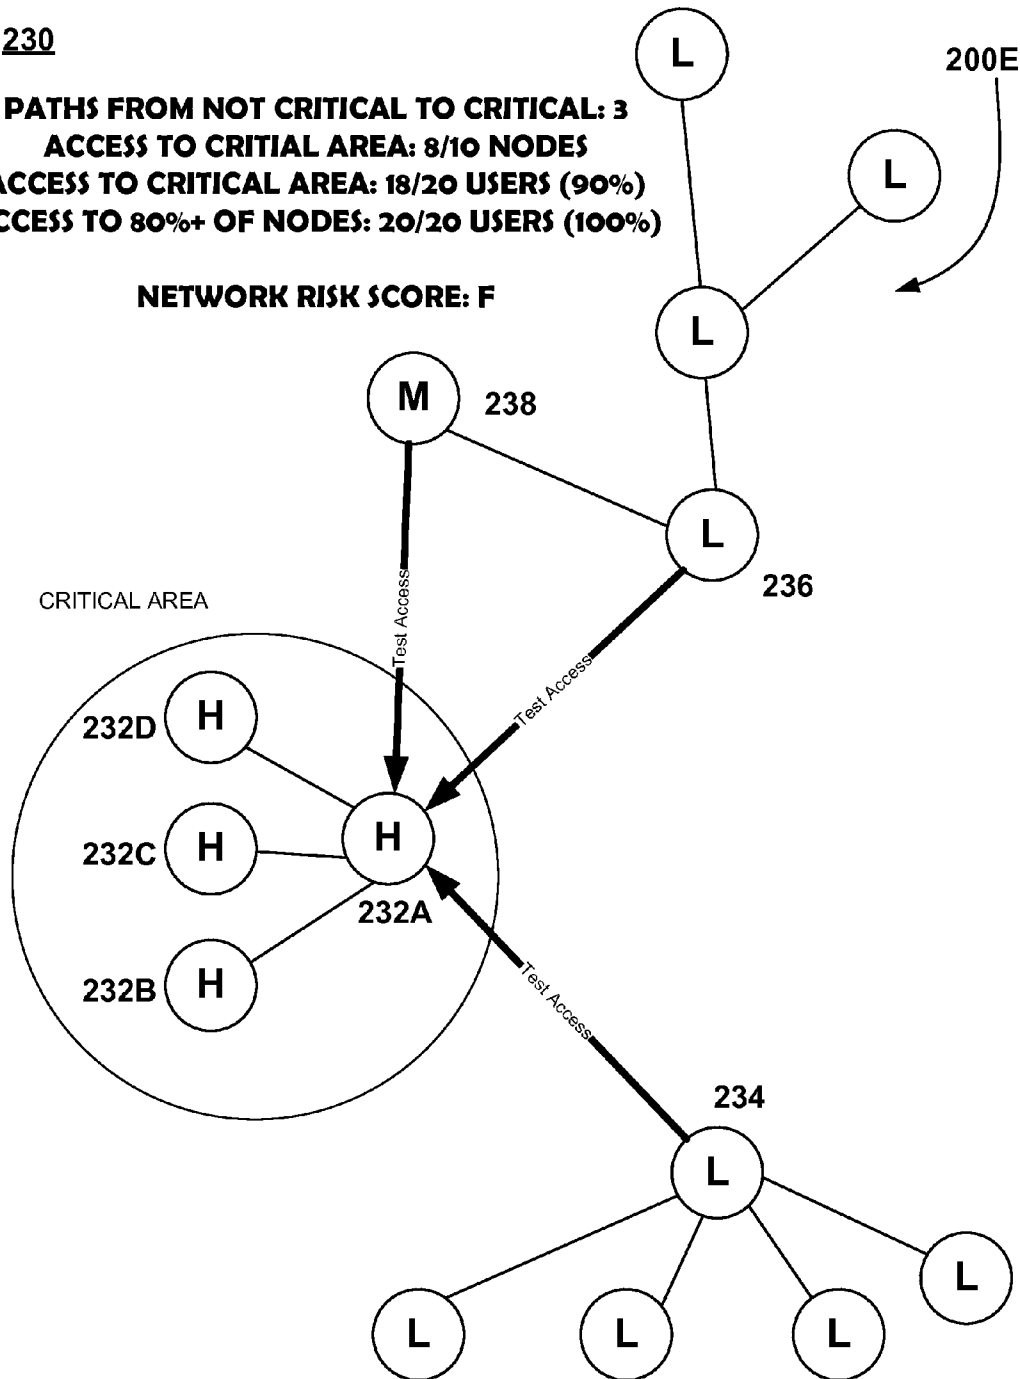 230
L
200E
PATHS FROM NOT CRITICAL TO CRITICAL: 3
ACCESS TO CRITIAL AREA: 8/10 NODES
ACCESS TO CRITICAL AREA: 18/20 USERS (90%)
CCESS TO 80%+ OF NODES: 20/20 USERS (100%)
L
NETWORK RISK SCORE: F
L
M
238
L
236
Test Access
CRITICAL AREA
Test Access
232D
H
232C
H
H
232A
232B
H
Test Access
234
L
L
L
L
L